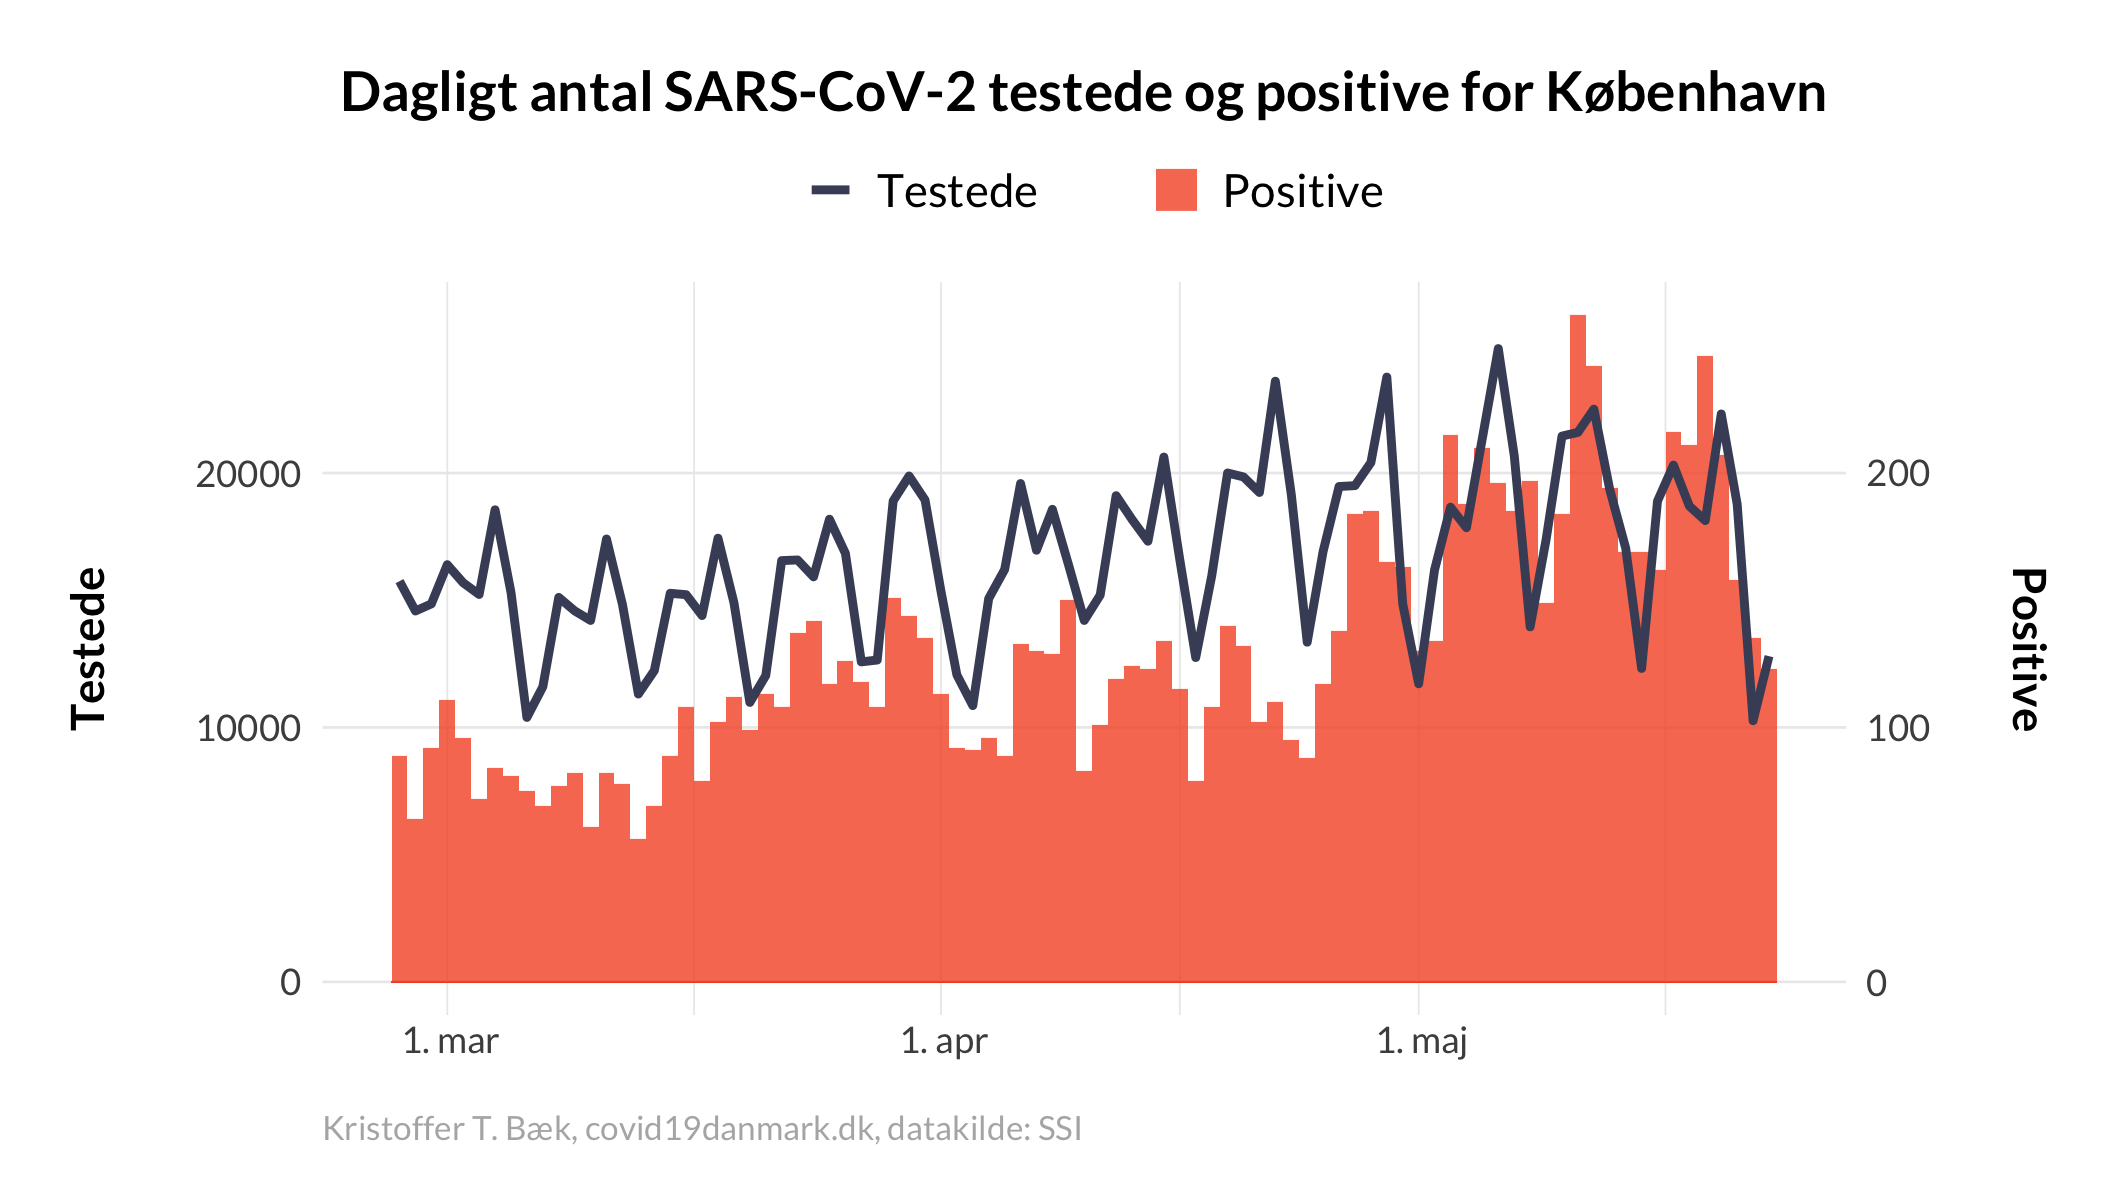 Dagligt antal SARS-CoV-2 testede og positive for København
Testede
Positive
Testede
20000
10000
0
200
100
0
Positive
1. mar
1. apr
1. maj
Kristoffer T. Bæk, covid19danmark.dk, datakilde: SSI